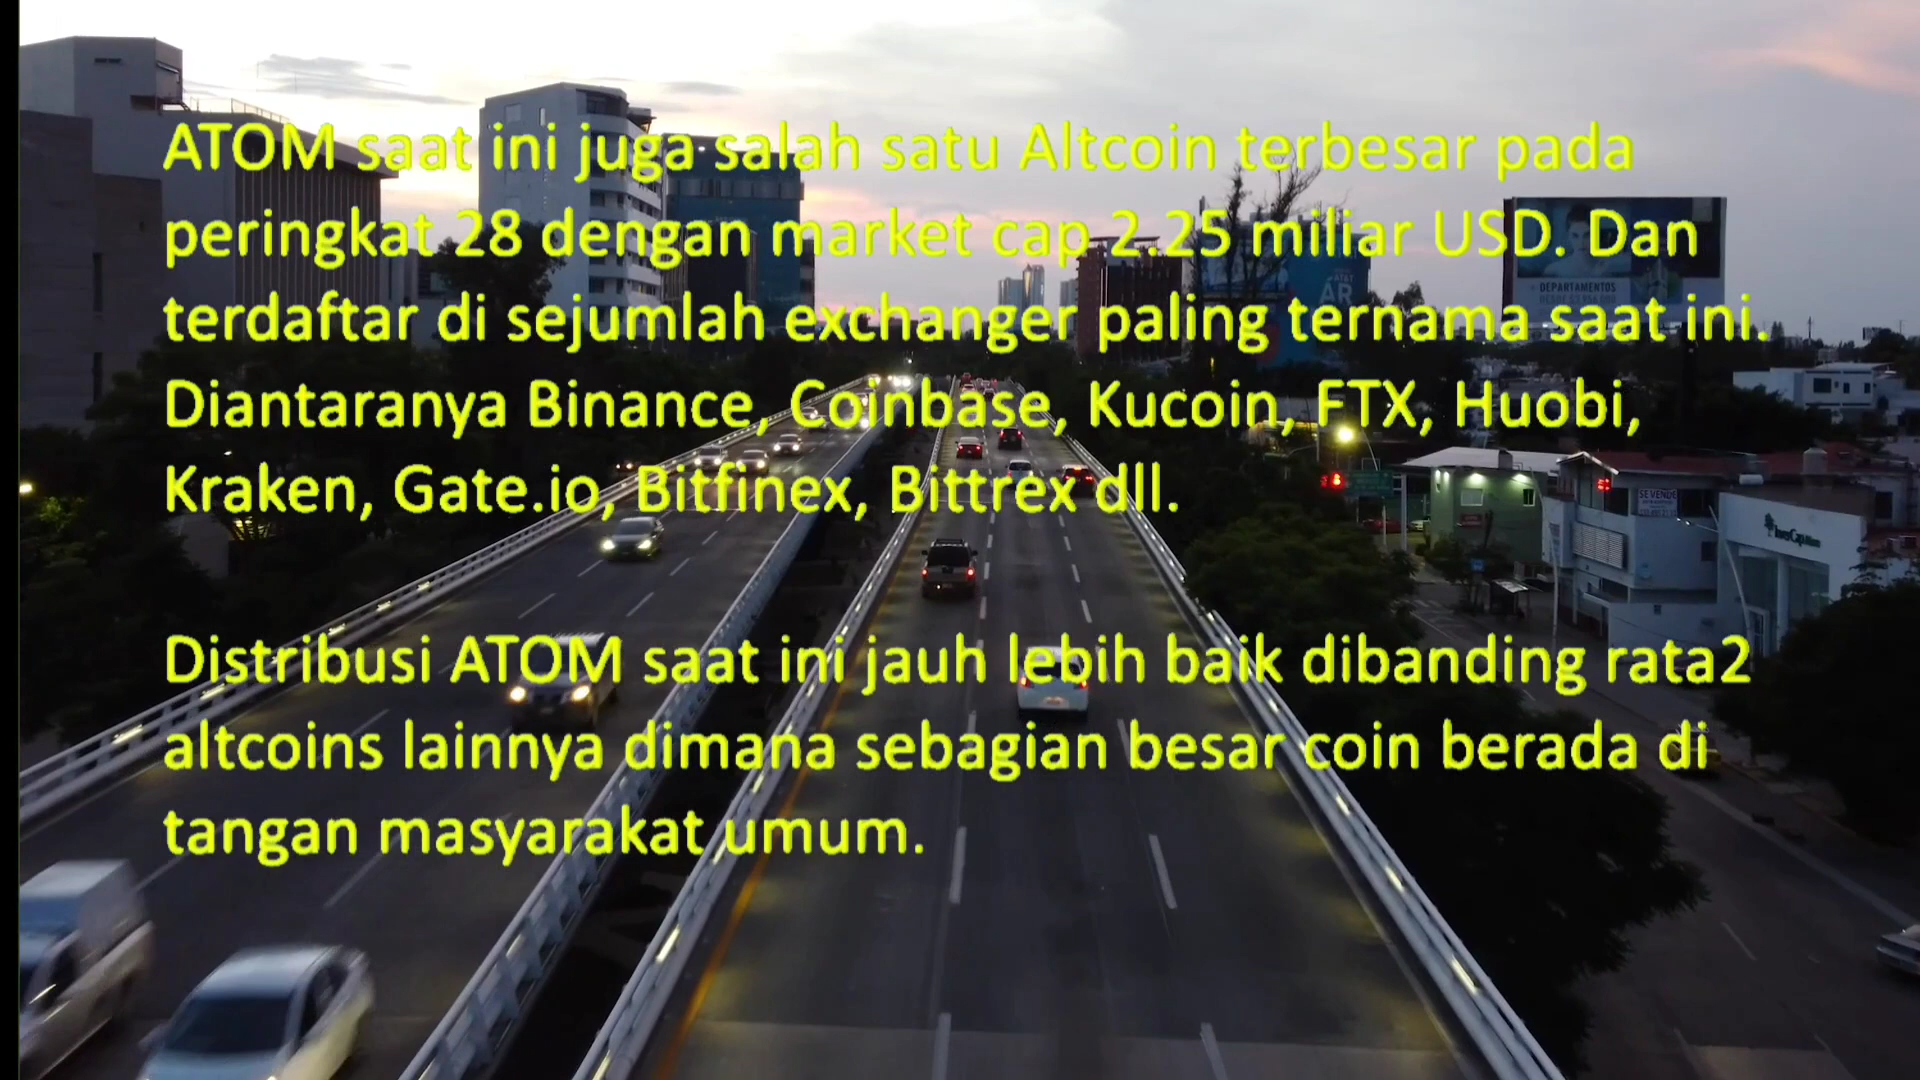 ATOM saat ini juga salah satu Altcoin terbesar pada
peringkat 28 dengan market cap 2.25 miliar USD. Dan
terdaftar di sejumlah exchanger paling ternama saat ini.
Diantaranya Binance, Coinbase, Kucoin, FTX, Huobi,
Kraken, Gate.io, Bitfinex, Bittrex dll.
Distribusi ATOM saat ini jauh lebih baik dibanding rata2
altcoins lainnya dimana sebagian besar coin berada di
tangan masyarakat umum.
DEPARTAMENTOS
SE VENDE